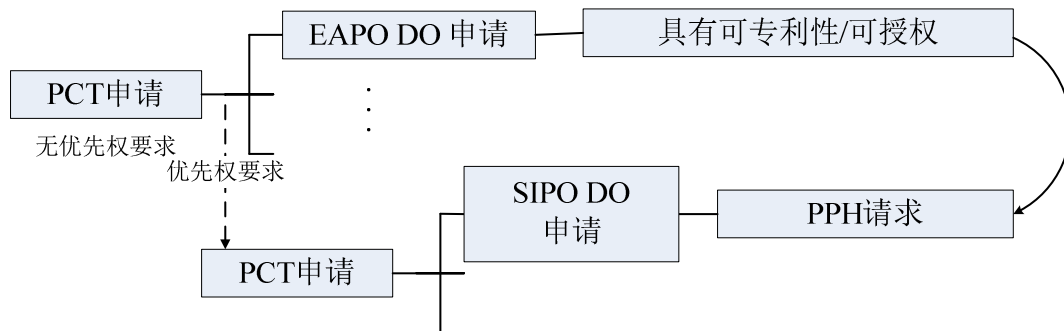 EAPO DO 申请
具有可专利性/可授权
PCT申请
无优先权要求
优先权要求
SIPO DO
申请
PPH请求
PCT申请